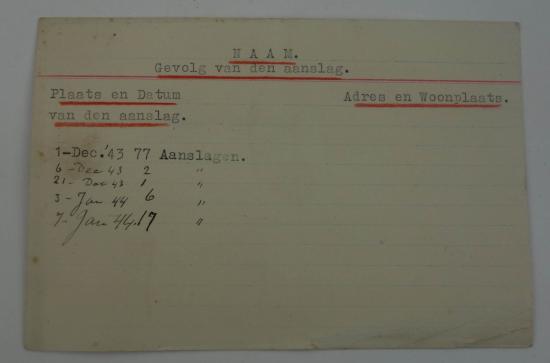 N A A M.
Gevolg van den aanslag.
Plaats en Datum Adres en Woonplaats.
van den aanslag.
1-Dec.'43 77 Aanslagen.
6-Dec 43 2 "
21-Dec 43 1 "
3-Jan 44 6 "
7-Jan 44.17 "